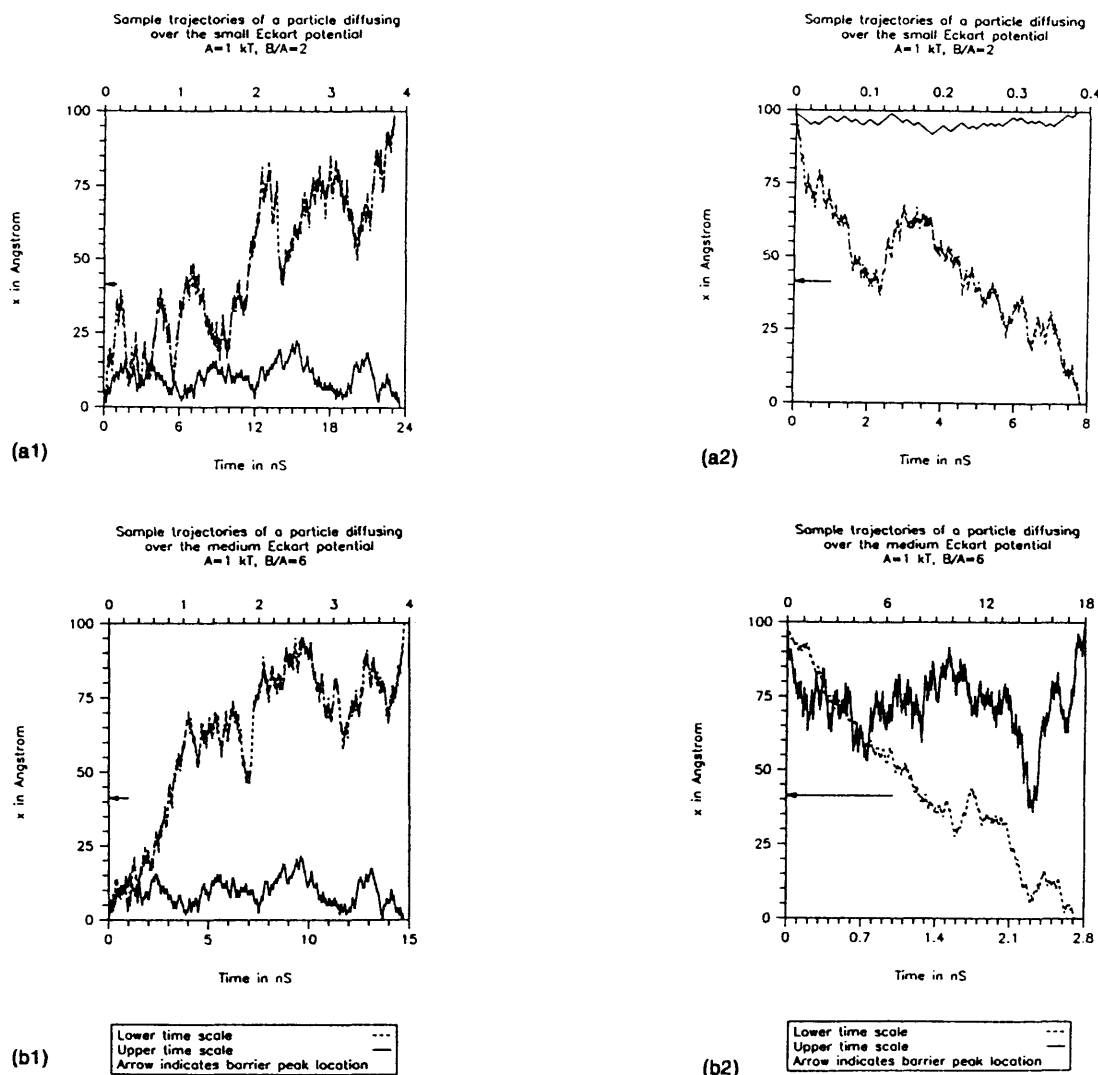 Sample trajectories of a particle diffusing
over the small Eckart potential
A=1 kT, B/A=2
0 1 2 3 4
100
75
50
25
0
x in Angstrom
0 6 12 18 24
Time in nS
(a1)
Sample trajectories of a particle diffusing
over the small Eckart potential
A=1 kT, B/A=2
0 0.1 0.2 0.3 0.4
100
75
50
25
0
x in Angstrom
0 2 4 6 8
Time in nS
(a2)
Sample trajectories of a particle diffusing
over the medium Eckart potential
A=1 kT, B/A=6
0 1 2 3 4
100
75
50
25
0
x in Angstrom
0 5 10 15
Time in nS
(b1)
Lower time scale
Upper time scale
Arrow indicates barrier peak location
Sample trajectories of a particle diffusing
over the medium Eckart potential
A=1 kT, B/A=6
0 6 12 18
100
75
50
25
0
x in Angstrom
0 0.7 1.4 2.1 2.8
Time in nS
(b2)
Lower time scale
Upper time scale
Arrow indicates barrier peak location